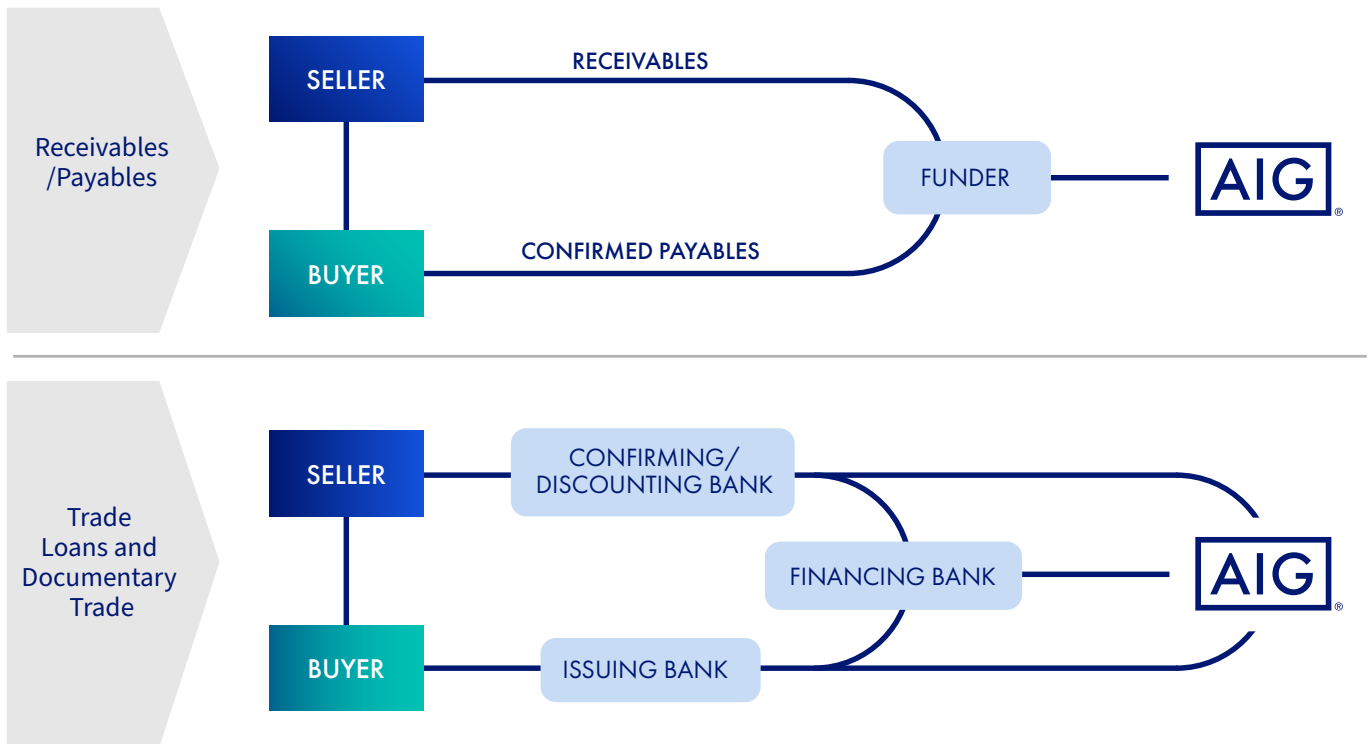 Receivables
/Payables
SELLER
RECEIVABLES
FUNDER
AIG®
BUYER
CONFIRMED PAYABLES
Trade
Loans and
Documentary
Trade
SELLER
CONFIRMING/
DISCOUNTING BANK
FINANCING BANK
AIG®
BUYER
ISSUING BANK